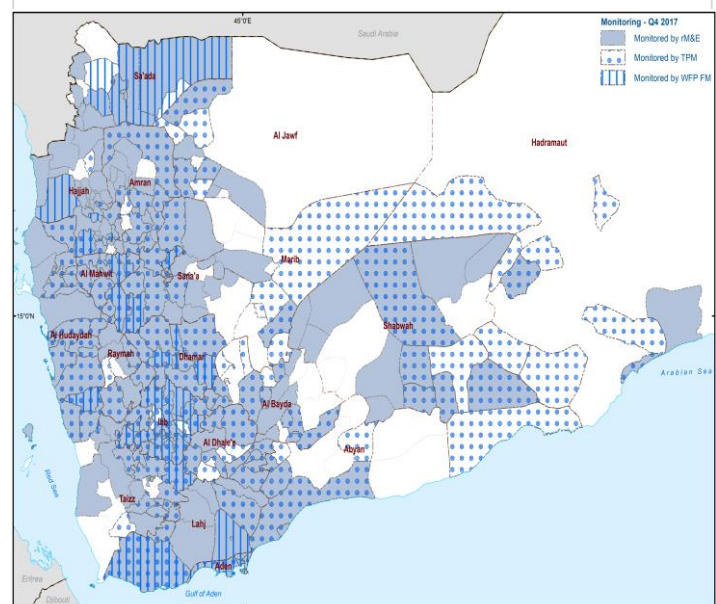 45°0'E
Monitoring - Q4 2017
Monitored by rM&E
Monitored by TPM
Monitored by WFP FM
Saudi Arabia
Sa'ada
Al Jawf
Hadramaut
Hajjah
Amran
Marib
Al Mahwit
Sana'a
15°0'N
15°0'N
Shabwah
Al Hudaydah
Raymah
Dhamar
Arabian Sea
Al Bayda
Ibb
Al Dhale'e
Abyan
Red Sea
Taizz
Lahj
Aden
Eritrea
Gulf of Aden
Djibouti